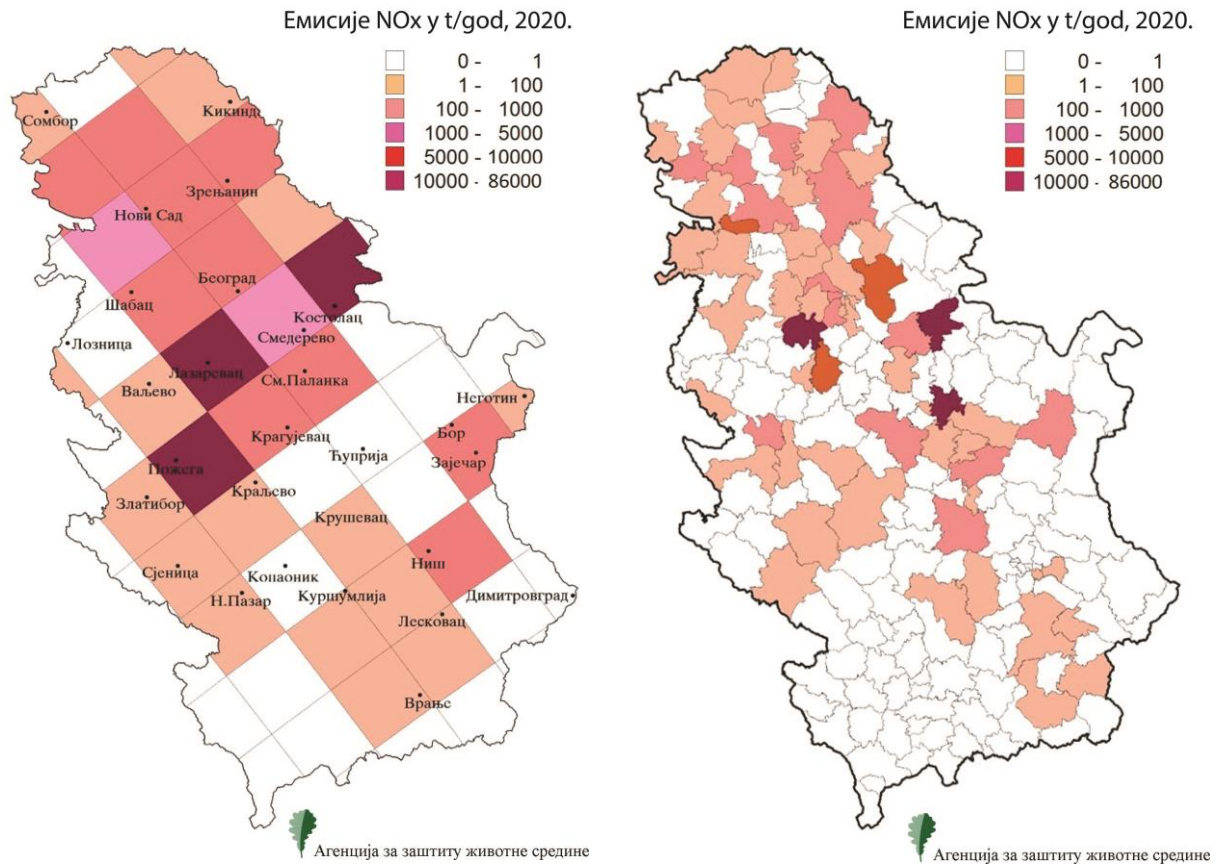 Емисије NOx у t/god, 2020.
0 - 1
1 - 100
100 - 1000
1000 - 5000
5000 - 10000
10000 - 86000
Сомбор
Кикинд
Зрењанин
Нови Сад
Београд
Шабац
Костолац
Смедерево
Лозница
Лазаревац
См.Паланка
Ваљево
Неготин
Крагујевац
Бор
Ћуприја
Зајечар
Пожега
Краљево
Златибор
Крушевац
Ниш
Сјеница
Копаоник
Н.Пазар
Куршумлија
Димитровград
Лесковац
Врање
Агенција за заштиту животне средине
Емисије NOx у t/god, 2020.
0 - 1
1 - 100
100 - 1000
1000 - 5000
5000 - 10000
10000 - 86000
Агенција за заштиту животне средине